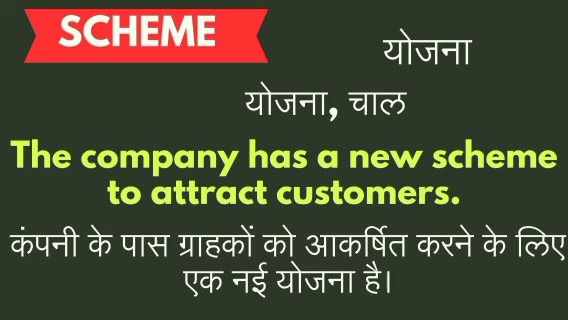 SCHEME
योजना
योजना, चाल
The company has a new scheme
to attract customers.
कंपनी के पास ग्राहकों को आकर्षित करने के लिए
एक नई योजना है।